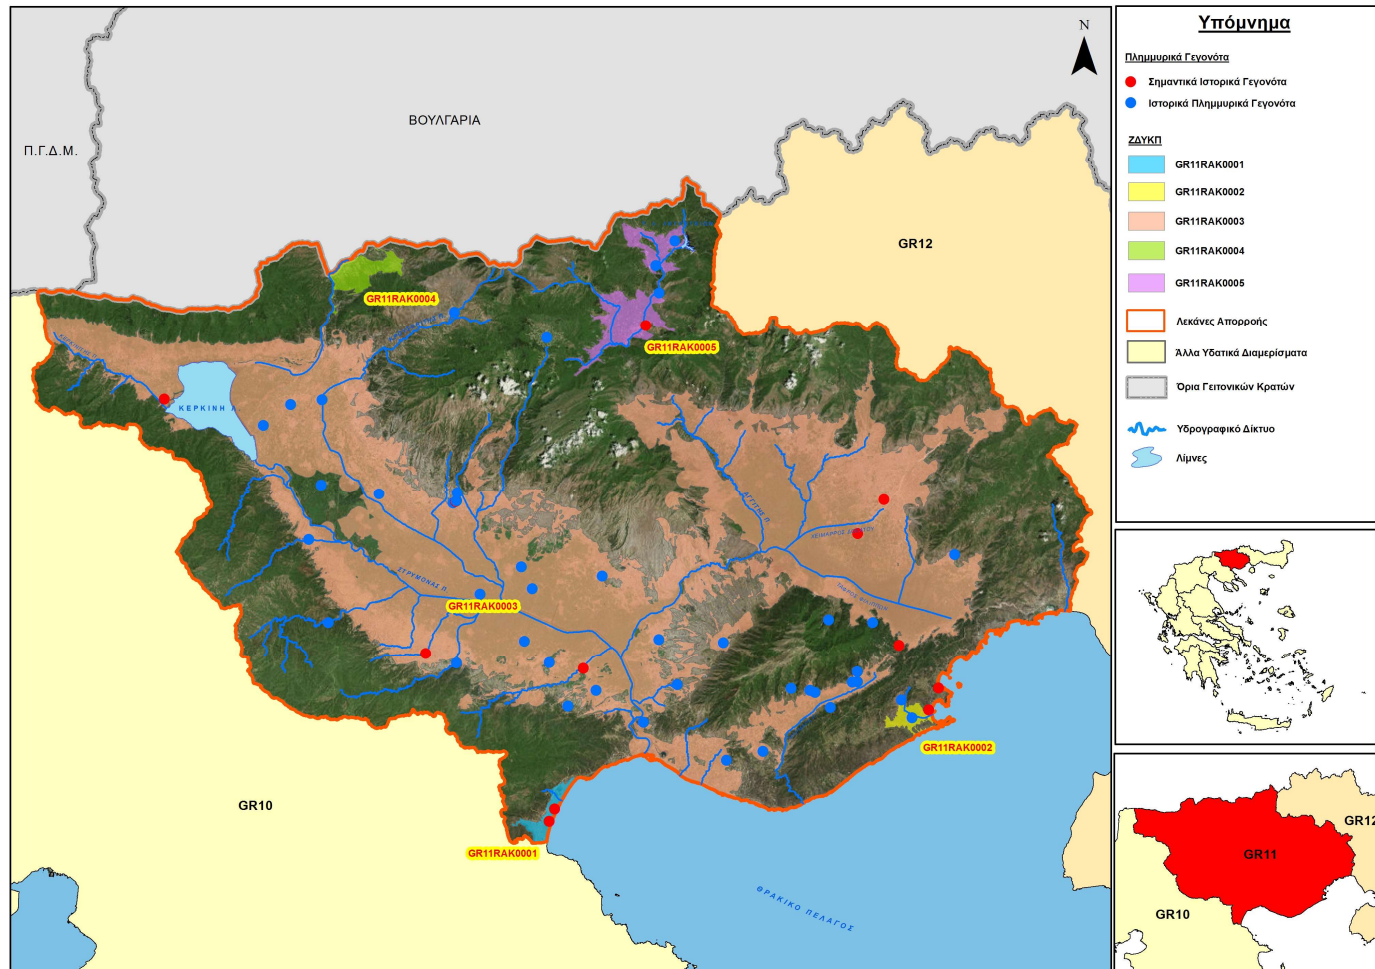 N
ΒΟΥΛΓΑΡΙΑ
Π.Γ.Δ.Μ.
GR12
GR11RAK0004
GR11RAK0005
ΚΕΡΚΙΝΗ Λ.
ΑΓΓΙΤΗΣ Π.
ΣΤΡΥΜΟΝΑΣ Π.
GR11RAK0003
GR11RAK0002
GR10
GR11RAK0001
ΘΡΑΚΙΚΟ ΠΕΛΑΓΟΣ
Υπόμνημα
Πλημμυρικά Γεγονότα
Σημαντικά Ιστορικά Γεγονότα
Ιστορικά Πλημμυρικά Γεγονότα
ΖΔΥΚΠ
GR11RAK0001
GR11RAK0002
GR11RAK0003
GR11RAK0004
GR11RAK0005
Λεκάνες Απορροής
Άλλα Υδατικά Διαμερίσματα
Όρια Γειτονικών Κρατών
Υδρογραφικό Δίκτυο
Λίμνες
GR12
GR11
GR10